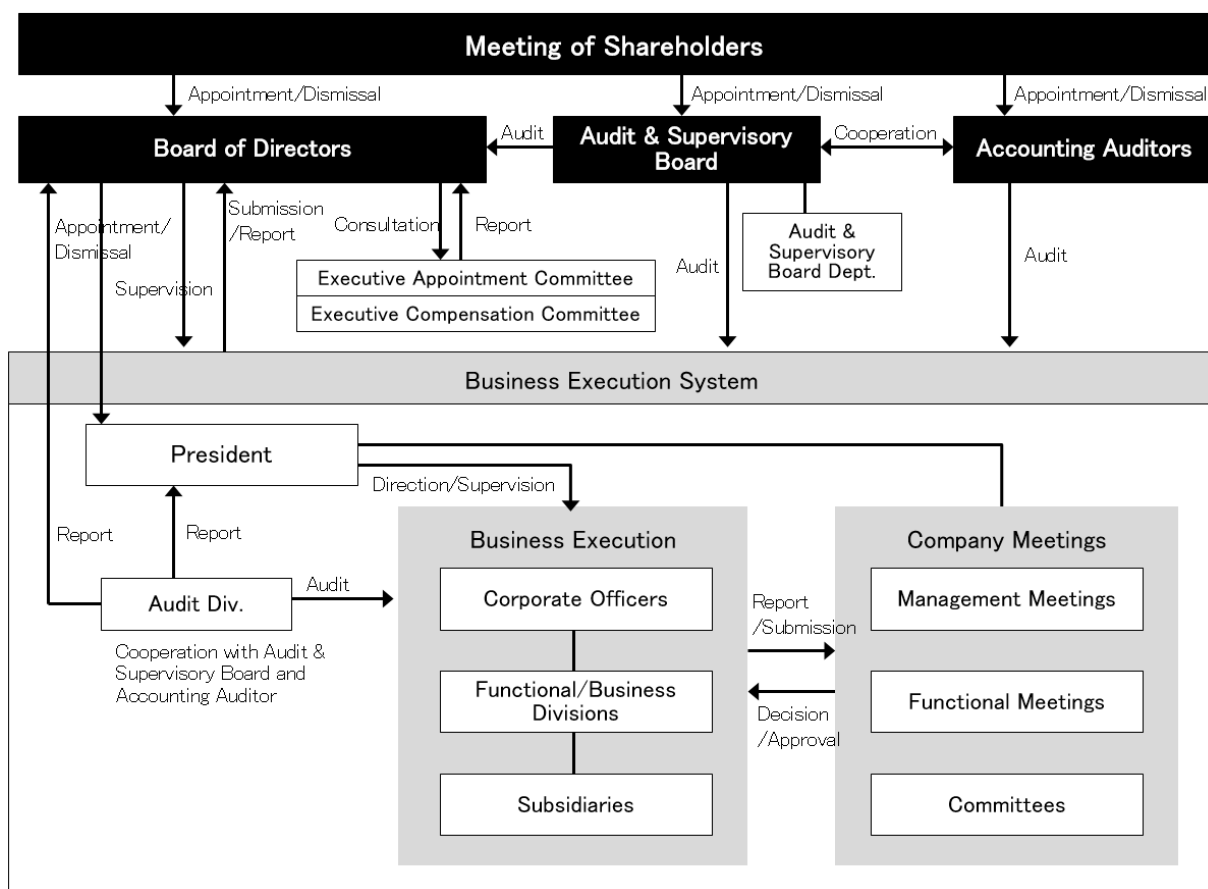 Meeting of Shareholders
Appointment/Dismissal
Appointment/Dismissal
Appointment/Dismissal
Board of Directors
Audit
Audit & Supervisory
Board
Cooperation
Accounting Auditors
Appointment/
Dismissal
Supervision
Submission
/Report
Consultation
Report
Executive Appointment Committee
Executive Compensation Committee
Audit
Audit &
Supervisory
Board Dept.
Audit
Business Execution System
President
Direction/Supervision
Report
Report
Audit Div.
Audit
Cooperation with Audit &
Supervisory Board and
Accounting Auditor
Business Execution
Corporate Officers
Functional/Business
Divisions
Subsidiaries
Report
/Submission
Decision
/Approval
Company Meetings
Management Meetings
Functional Meetings
Committees